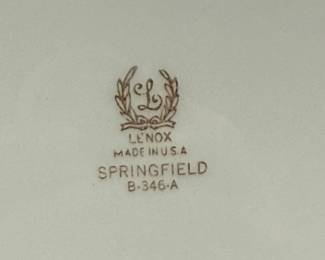 L
LENOX
MADE IN U.S.A
SPRINGFIELD
B-346-A